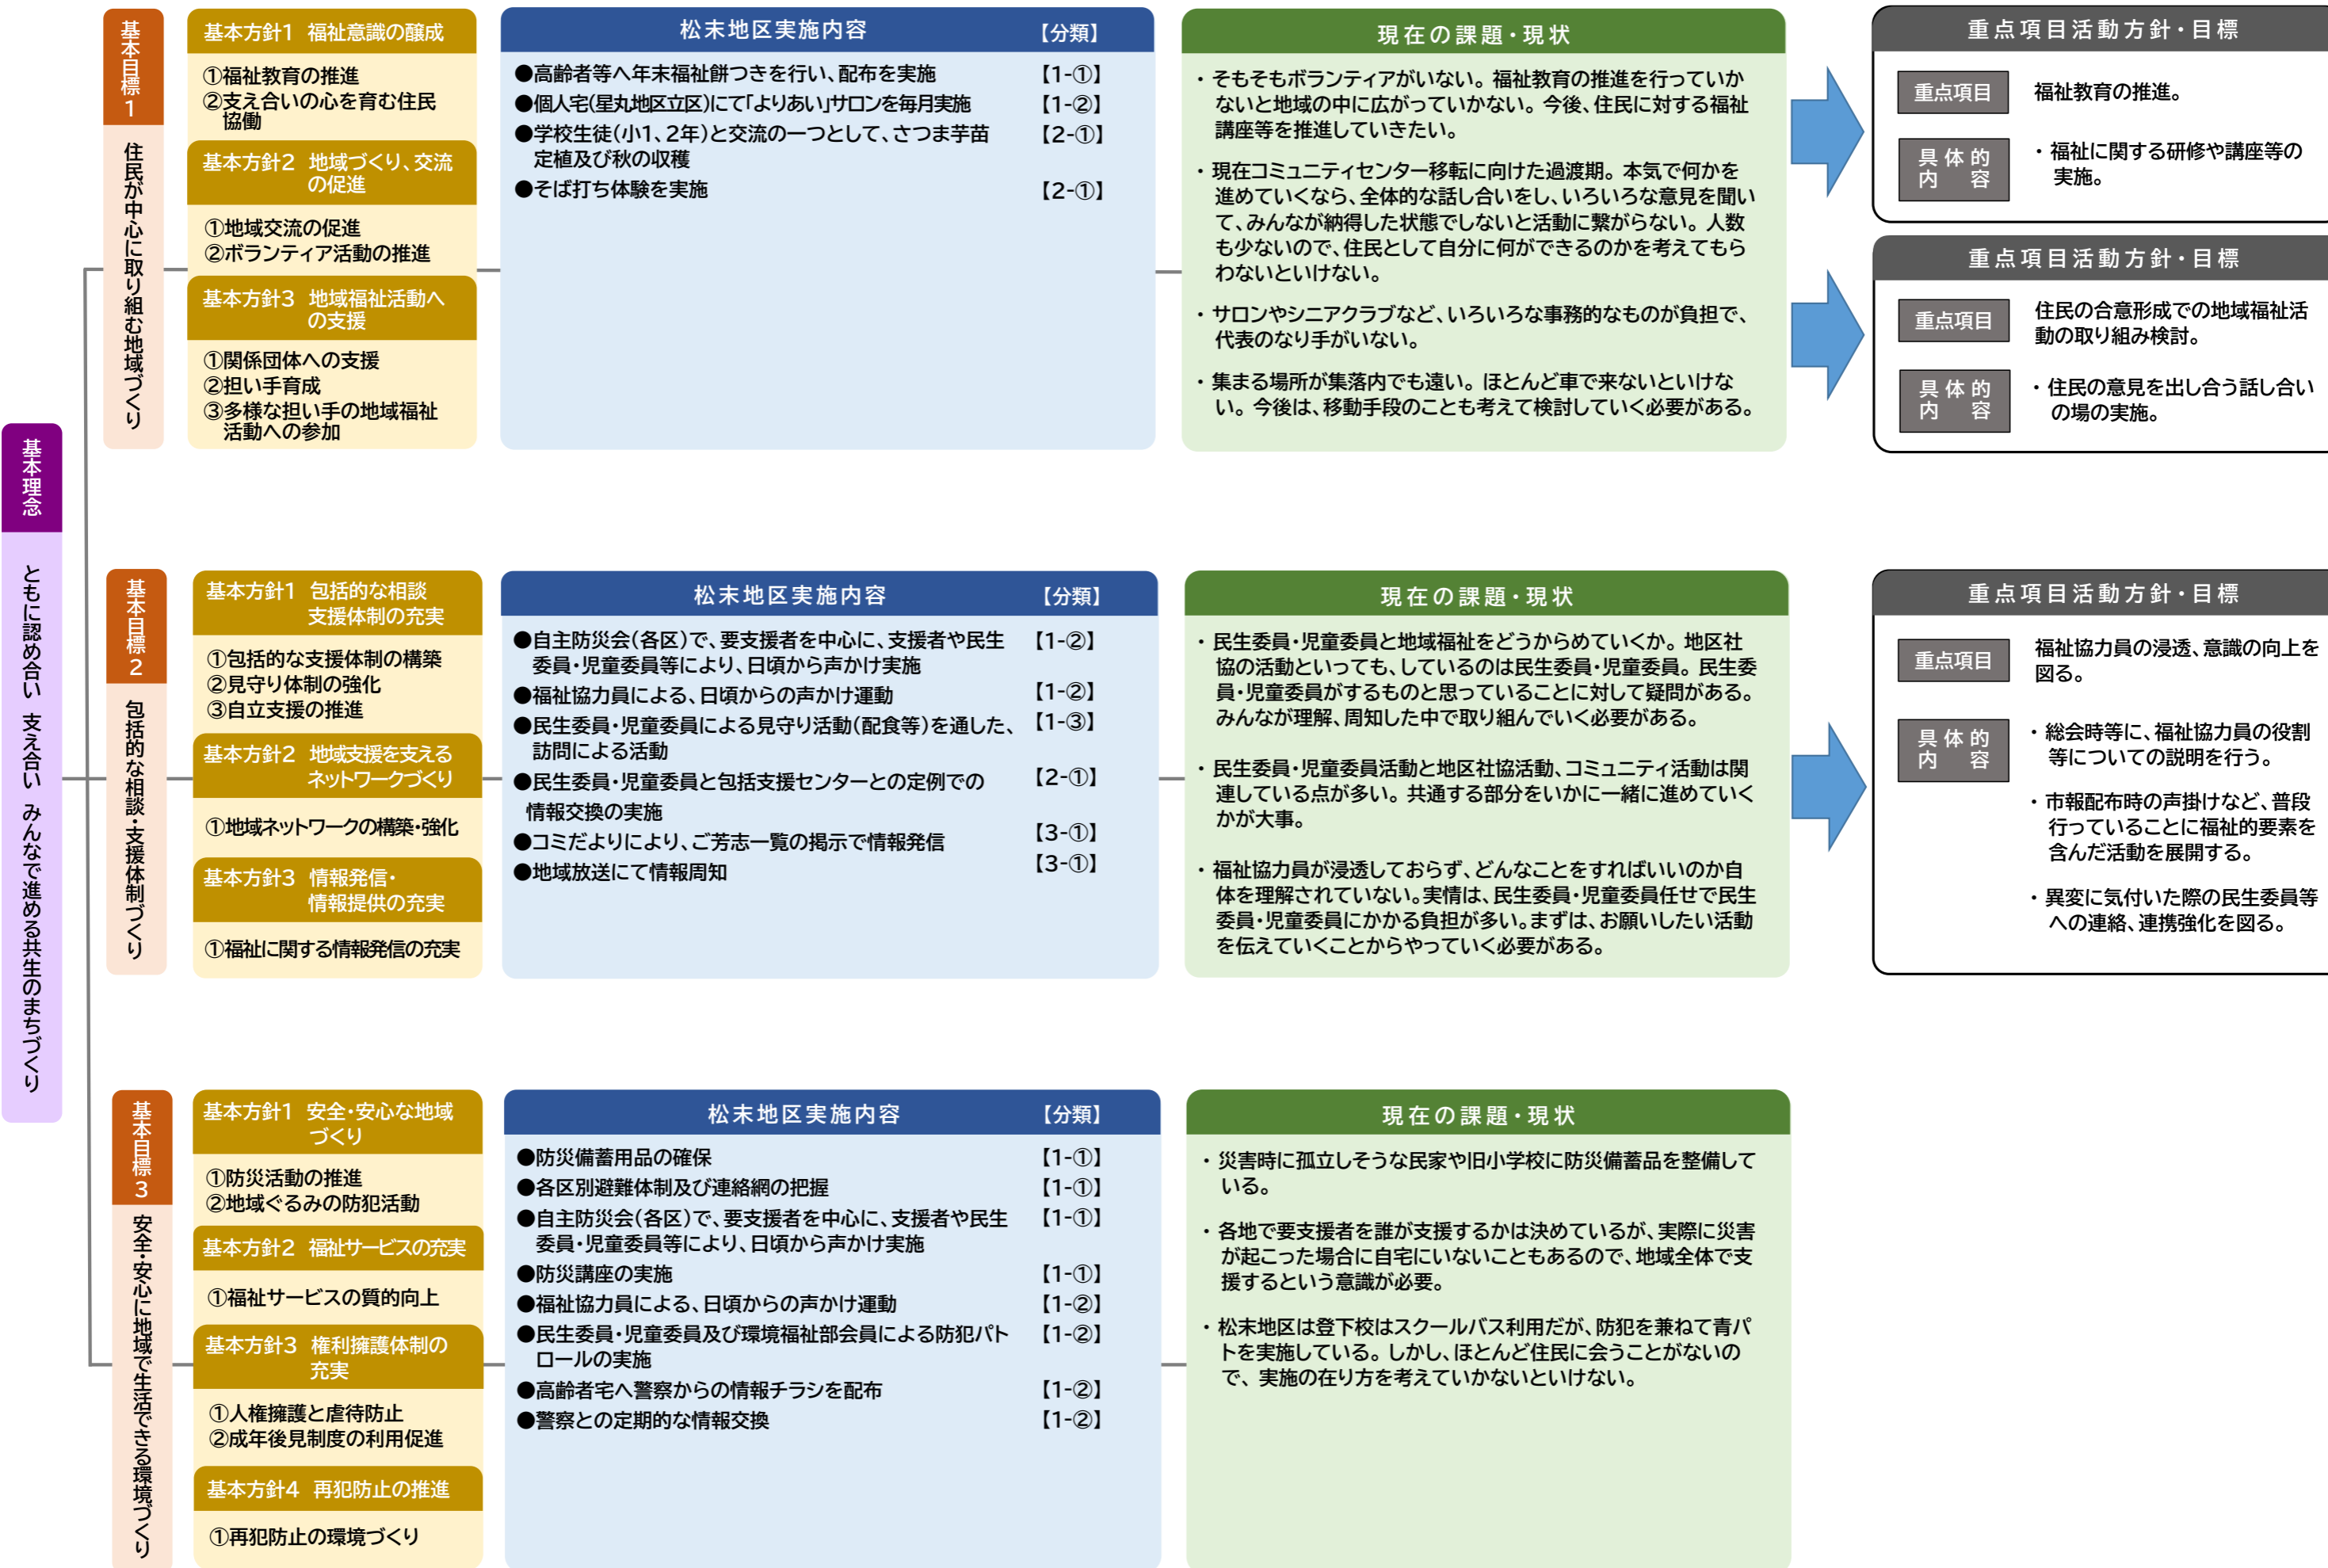 基本理念
ともに認め合い 支え合い みんなで進める共生のまちづくり
基本目標1
住民が中心に取り組む地域づくり
基本方針1 福祉意識の醸成
①福祉教育の推進
②支え合いの心を育む住民
協働
基本方針2 地域づくり、交流
の促進
①地域交流の促進
②ボランティア活動の推進
基本方針3 地域福祉活動へ
の支援
①関係団体への支援
②担い手育成
③多様な担い手の地域福祉
活動への参加
松末地区実施内容 【分類】
●高齢者等へ年末福祉餅つきを行い、配布を実施 【1-①】
●個人宅(星丸地区立区)にて「よりあい」サロンを毎月実施 【1-②】
●学校生徒(小1、2年)と交流の一つとして、さつま芋苗 【2-①】
定植及び秋の収穫
●そば打ち体験を実施 【2-①】
現在の課題・現状
・そもそもボランティアがいない。福祉教育の推進を行っていか
ないと地域の中に広がっていかない。今後、住民に対する福祉
講座等を推進していきたい。
・現在コミュニティセンター移転に向けた過渡期。本気で何かを
進めていくなら、全体的な話し合いをし、いろいろな意見を聞い
て、みんなが納得した状態でしないと活動に繋がらない。人数
も少ないので、住民として自分に何ができるのかを考えてもら
わないといけない。
・サロンやシニアクラブなど、いろいろな事務的なものが負担で、
代表のなり手がいない。
・集まる場所が集落内でも遠い。ほとんど車で来ないといけな
い。今後は、移動手段のことも考えて検討していく必要がある。
重点項目活動方針・目標
重点項目 福祉教育の推進。
具体的
内 容
・福祉に関する研修や講座等の
実施。
重点項目活動方針・目標
重点項目
住民の合意形成での地域福祉活
動の取り組み検討。
具体的
内 容
・住民の意見を出し合う話し合い
の場の実施。
基本目標2
包括的な相談・支援体制づくり
基本方針1 包括的な相談
支援体制の充実
①包括的な支援体制の構築
②見守り体制の強化
③自立支援の推進
基本方針2 地域支援を支える
ネットワークづくり
①地域ネットワークの構築・強化
基本方針3 情報発信・
情報提供の充実
①福祉に関する情報発信の充実
松末地区実施内容 【分類】
●自主防災会(各区)で、要支援者を中心に、支援者や民生 【1-②】
委員・児童委員等により、日頃から声かけ実施
●福祉協力員による、日頃からの声かけ運動 【1-②】
●民生委員・児童委員による見守り活動(配食等)を通した、 【1-③】
訪問による活動
●民生委員・児童委員と包括支援センターとの定例での 【2-①】
情報交換の実施
●コミだよりにより、ご芳志一覧の掲示で情報発信 【3-①】
●地域放送にて情報周知 【3-①】
現在の課題・現状
・民生委員・児童委員と地域福祉をどうからめていくか。地区社
協の活動といっても、しているのは民生委員・児童委員。民生委
員・児童委員がするものと思っていることに対して疑問がある。
みんなが理解、周知した中で取り組んでいく必要がある。
・民生委員・児童委員活動と地区社協活動、コミュニティ活動は関
連している点が多い。共通する部分をいかに一緒に進めていく
かが大事。
・福祉協力員が浸透しておらず、どんなことをすればいいのか自
体を理解されていない。実情は、民生委員・児童委員任せで民生
委員・児童委員にかかる負担が多い。まずは、お願いしたい活動
を伝えていくことからやっていく必要がある。
重点項目活動方針・目標
重点項目
福祉協力員の浸透、意識の向上を
図る。
具体的
内 容
・総会時等に、福祉協力員の役割
等についての説明を行う。
・市報配布時の声掛けなど、普段
行っていることに福祉的要素を
含んだ活動を展開する。
・異変に気付いた際の民生委員等
への連絡、連携強化を図る。
基本目標3
安全・安心に地域で生活できる環境づくり
基本方針1 安全・安心な地域
づくり
①防災活動の推進
②地域ぐるみの防犯活動
基本方針2 福祉サービスの充実
①福祉サービスの質的向上
基本方針3 権利擁護体制の
充実
①人権擁護と虐待防止
②成年後見制度の利用促進
基本方針4 再犯防止の推進
①再犯防止の環境づくり
松末地区実施内容 【分類】
●防災備蓄用品の確保 【1-①】
●各区別避難体制及び連絡網の把握 【1-①】
●自主防災会(各区)で、要支援者を中心に、支援者や民生 【1-①】
委員・児童委員等により、日頃から声かけ実施
●防災講座の実施 【1-①】
●福祉協力員による、日頃からの声かけ運動 【1-②】
●民生委員・児童委員及び環境福祉部会員による防犯パト 【1-②】
ロールの実施
●高齢者宅へ警察からの情報チラシを配布 【1-②】
●警察との定期的な情報交換 【1-②】
現在の課題・現状
・災害時に孤立しそうな民家や旧小学校に防災備蓄品を整備して
いる。
・各地で要支援者を誰が支援するかは決めているが、実際に災害
が起こった場合に自宅にいないこともあるので、地域全体で支
援するという意識が必要。
・松末地区は登下校はスクールバス利用だが、防犯を兼ねて青パ
トを実施している。しかし、ほとんど住民に会うことがないの
で、実施の在り方を考えていかないといけない。